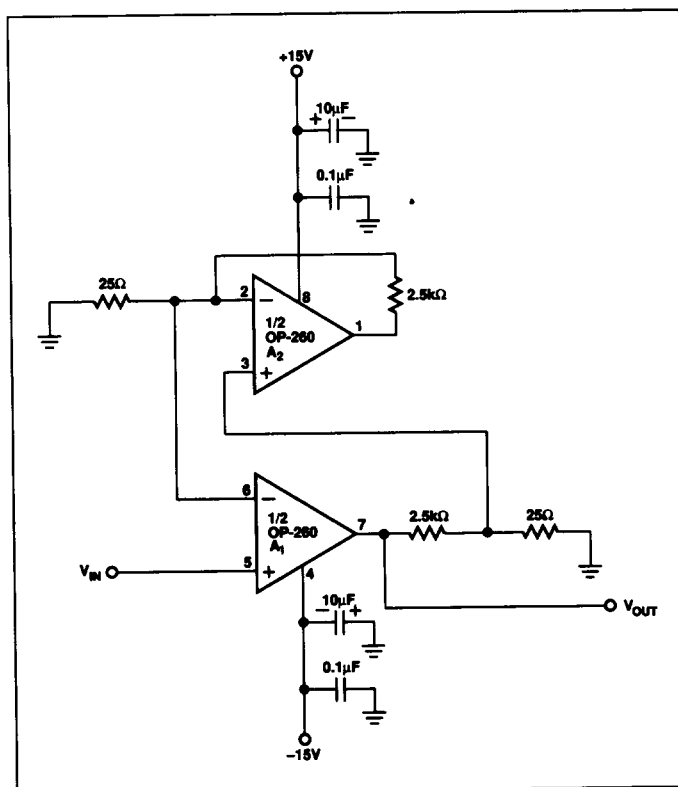 +15V
+ 10µF −
0.1µF
25Ω
2 −
8
2.5kΩ
1/2
OP-260
A2
1
3 +
6 −
1/2
OP-260
A1
7
2.5kΩ
25Ω
VIN
5 +
4
VOUT
− 10µF +
0.1µF
−15V